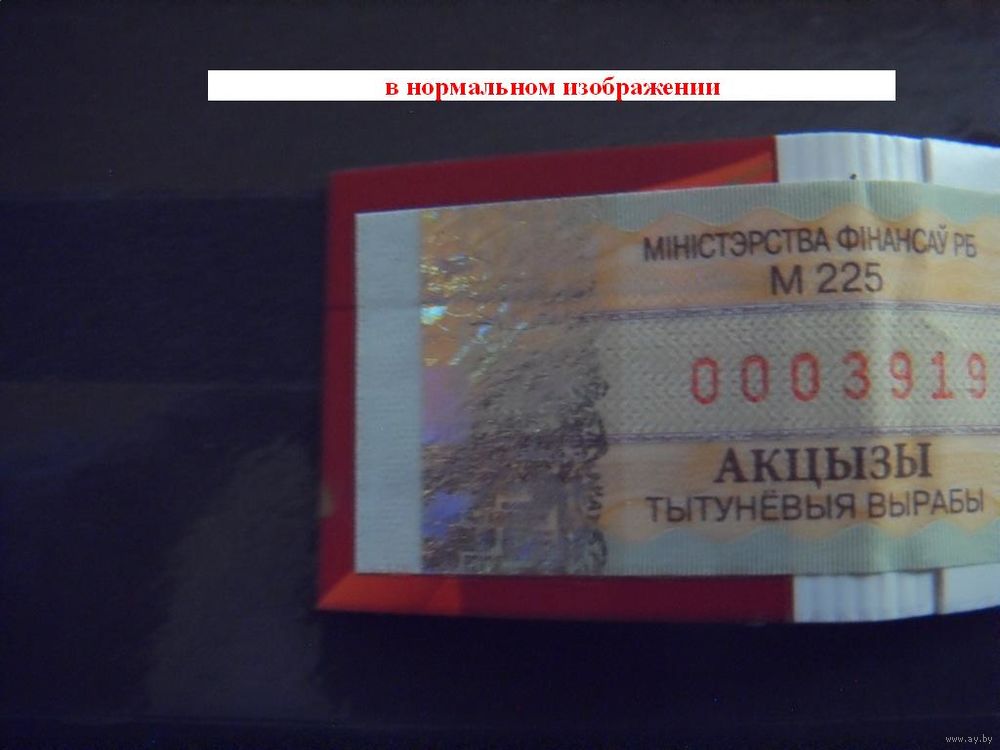 в нормальном изображении
МІНІСТЭРСТВА ФІНАНСАЎ РБ
М 225
0003919
АКЦЫЗЫ
ТЫТУНЁВЫЯ ВЫРАБЫ
www.ay.by